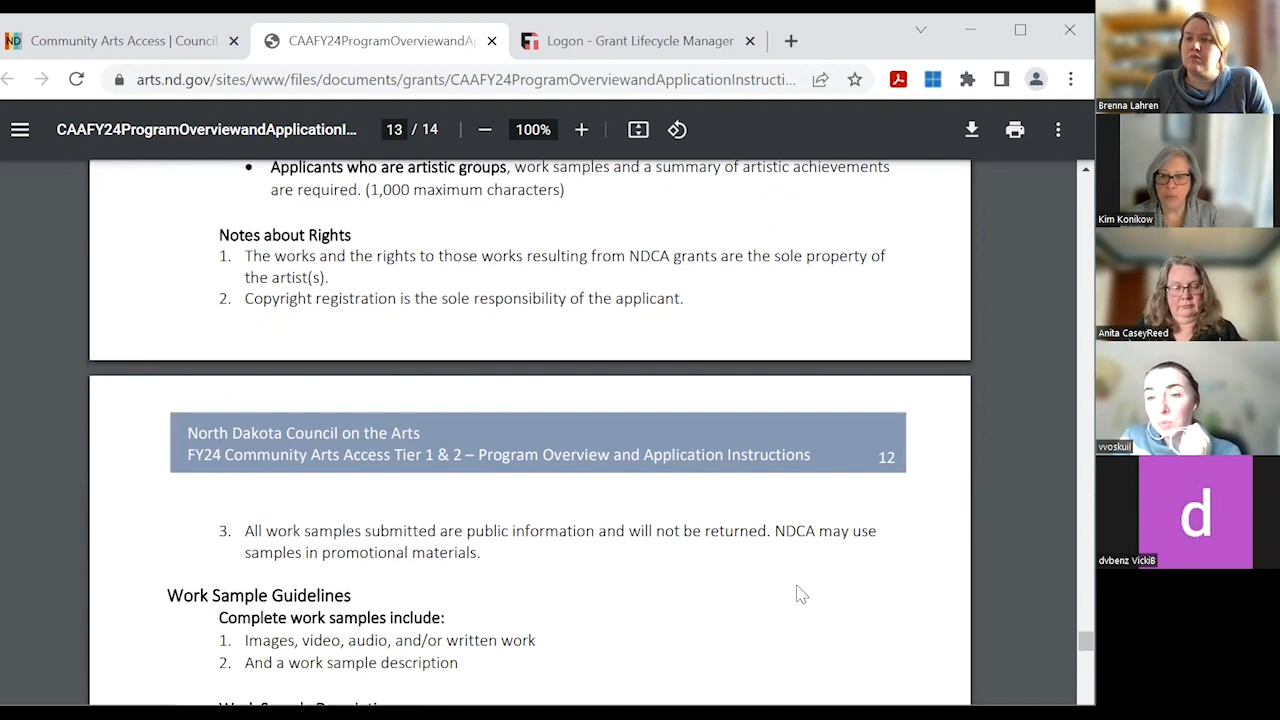 ND Community Arts Access | Council
CAAFY24ProgramOverviewandA
Logon - Grant Lifecycle Manager
arts.nd.gov/sites/www/files/documents/grants/CAAFY24ProgramOverviewandApplicationInstructi...
CAAFY24ProgramOverviewandApplicationI...
13 / 14
100%
• Applicants who are artistic groups, work samples and a summary of artistic achievements
are required. (1,000 maximum characters)
Notes about Rights
1. The works and the rights to those works resulting from NDCA grants are the sole property of
the artist(s).
2. Copyright registration is the sole responsibility of the applicant.
North Dakota Council on the Arts
FY24 Community Arts Access Tier 1 & 2 – Program Overview and Application Instructions 12
3. All work samples submitted are public information and will not be returned. NDCA may use
samples in promotional materials.
Work Sample Guidelines
Complete work samples include:
1. Images, video, audio, and/or written work
2. And a work sample description
Brenna Lahren
Kim Konikow
Anita CaseyReed
vvoskuil
d
dvbenz VickiB